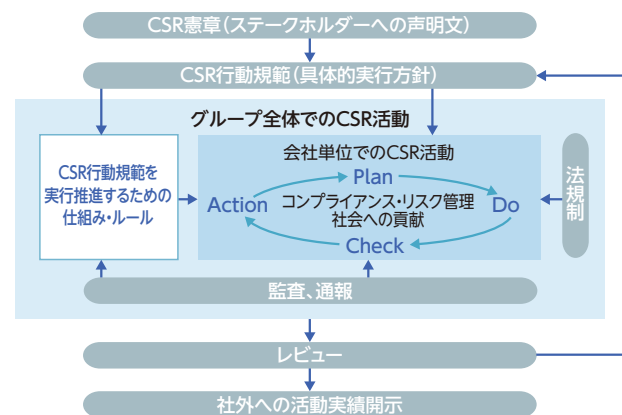 CSR憲章（ステークホルダーへの声明文）
CSR行動規範（具体的実行方針）
グループ全体でのCSR活動
CSR行動規範を
実行推進するための
仕組み・ルール
会社単位でのCSR活動
Plan
Action
コンプライアンス・リスク管理
社会への貢献
Do
Check
法規制
監査、通報
レビュー
社外への活動実績開示